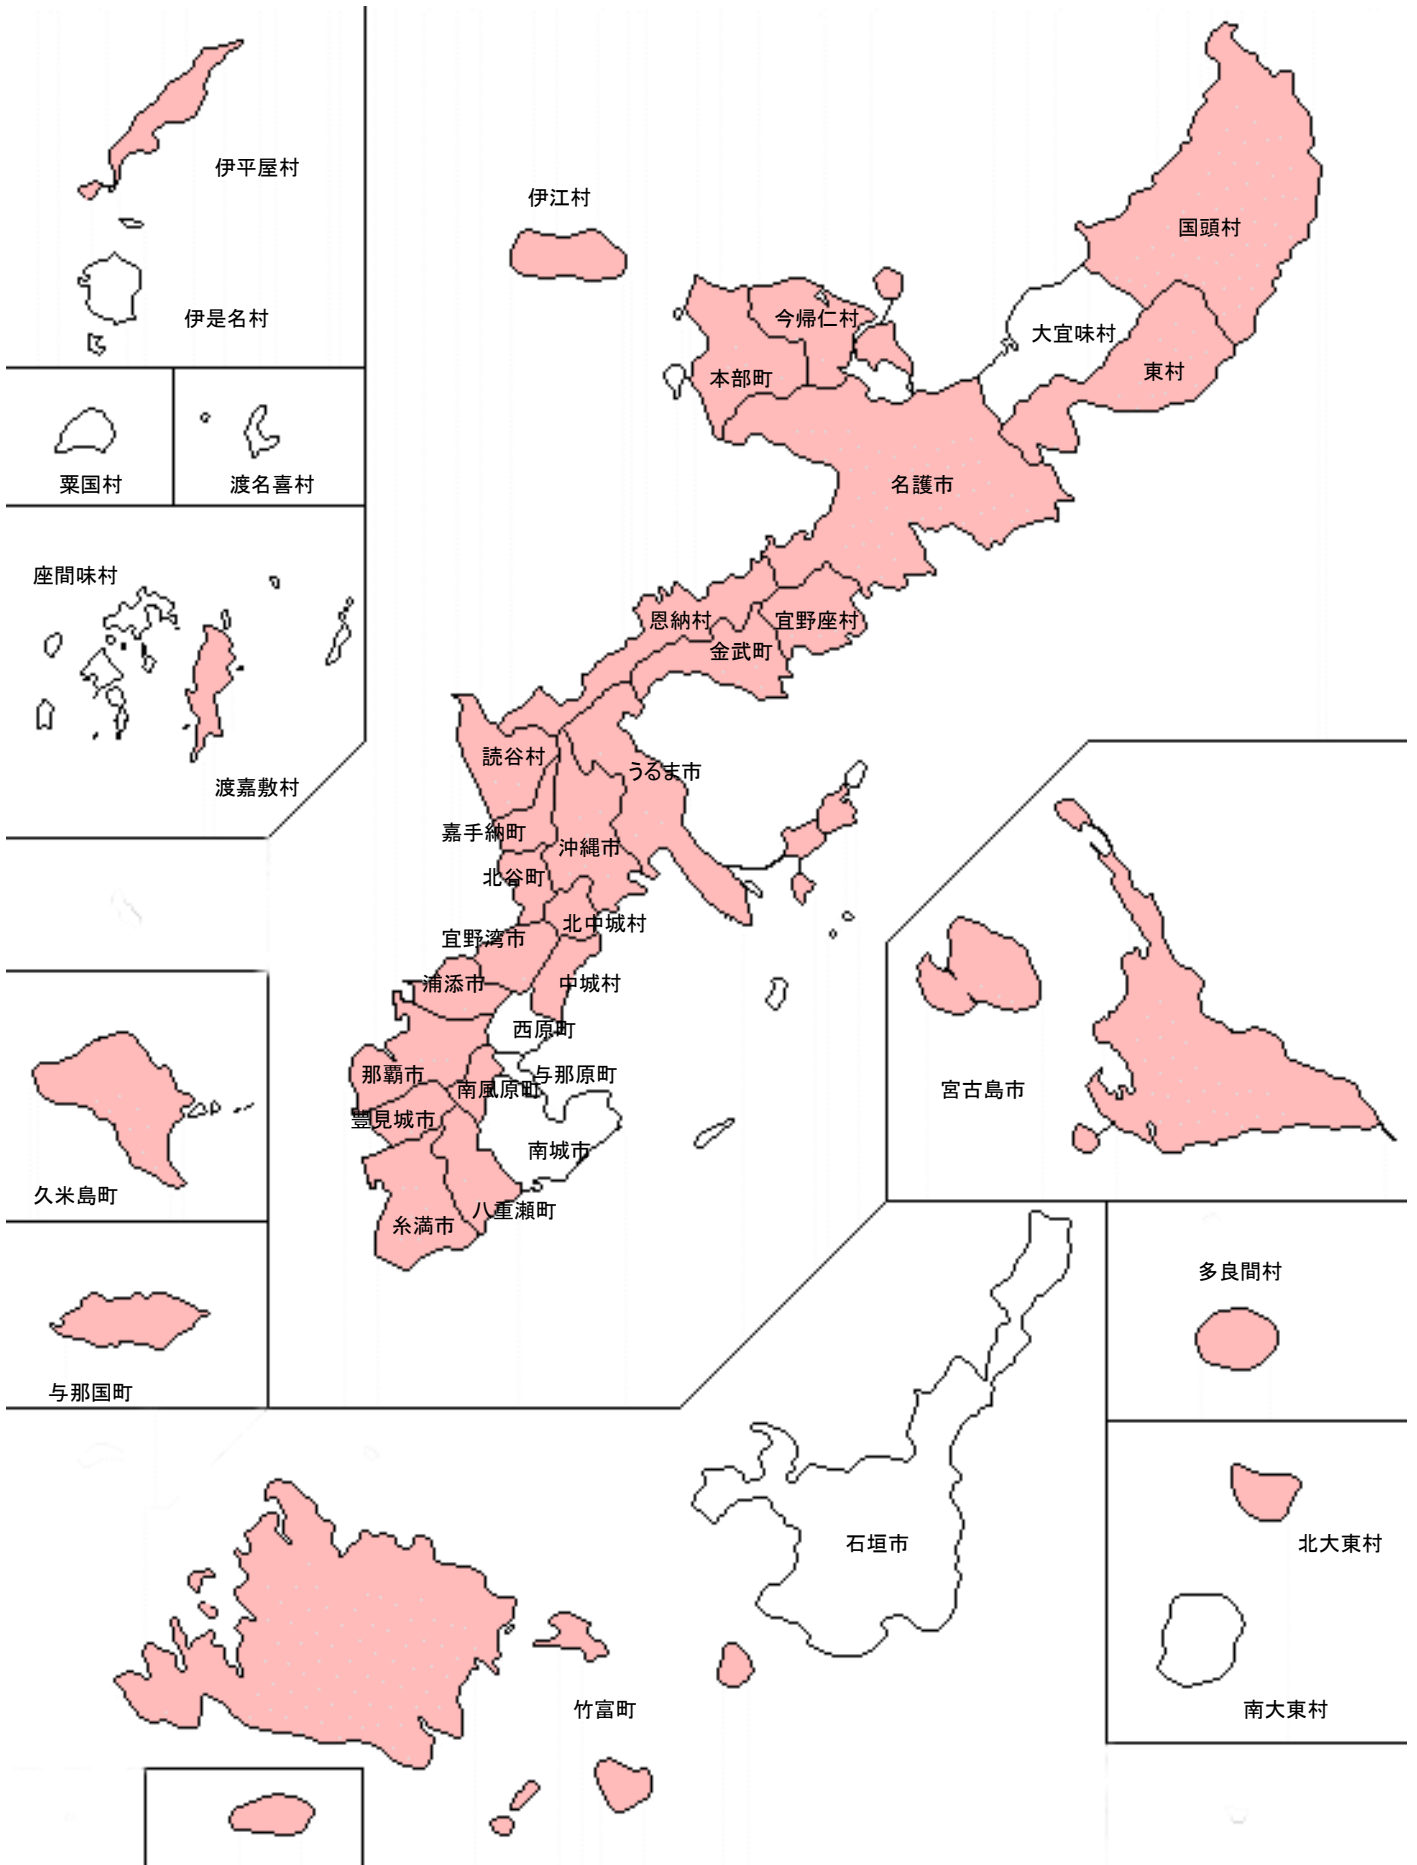 伊平屋村
伊江村
国頭村
伊是名村
今帰仁村
大宜味村
東村
本部町
粟国村
渡名喜村
名護市
座間味村
恩納村
宜野座村
金武町
渡嘉敷村
読谷村
うるま市
嘉手納町
沖縄市
北谷町
北中城村
宜野湾市
浦添市
中城村
西原町
那覇市
南風原町
与那原町
宮古島市
豊見城市
南城市
久米島町
糸満市
八重瀬町
多良間村
与那国町
石垣市
北大東村
竹富町
南大東村